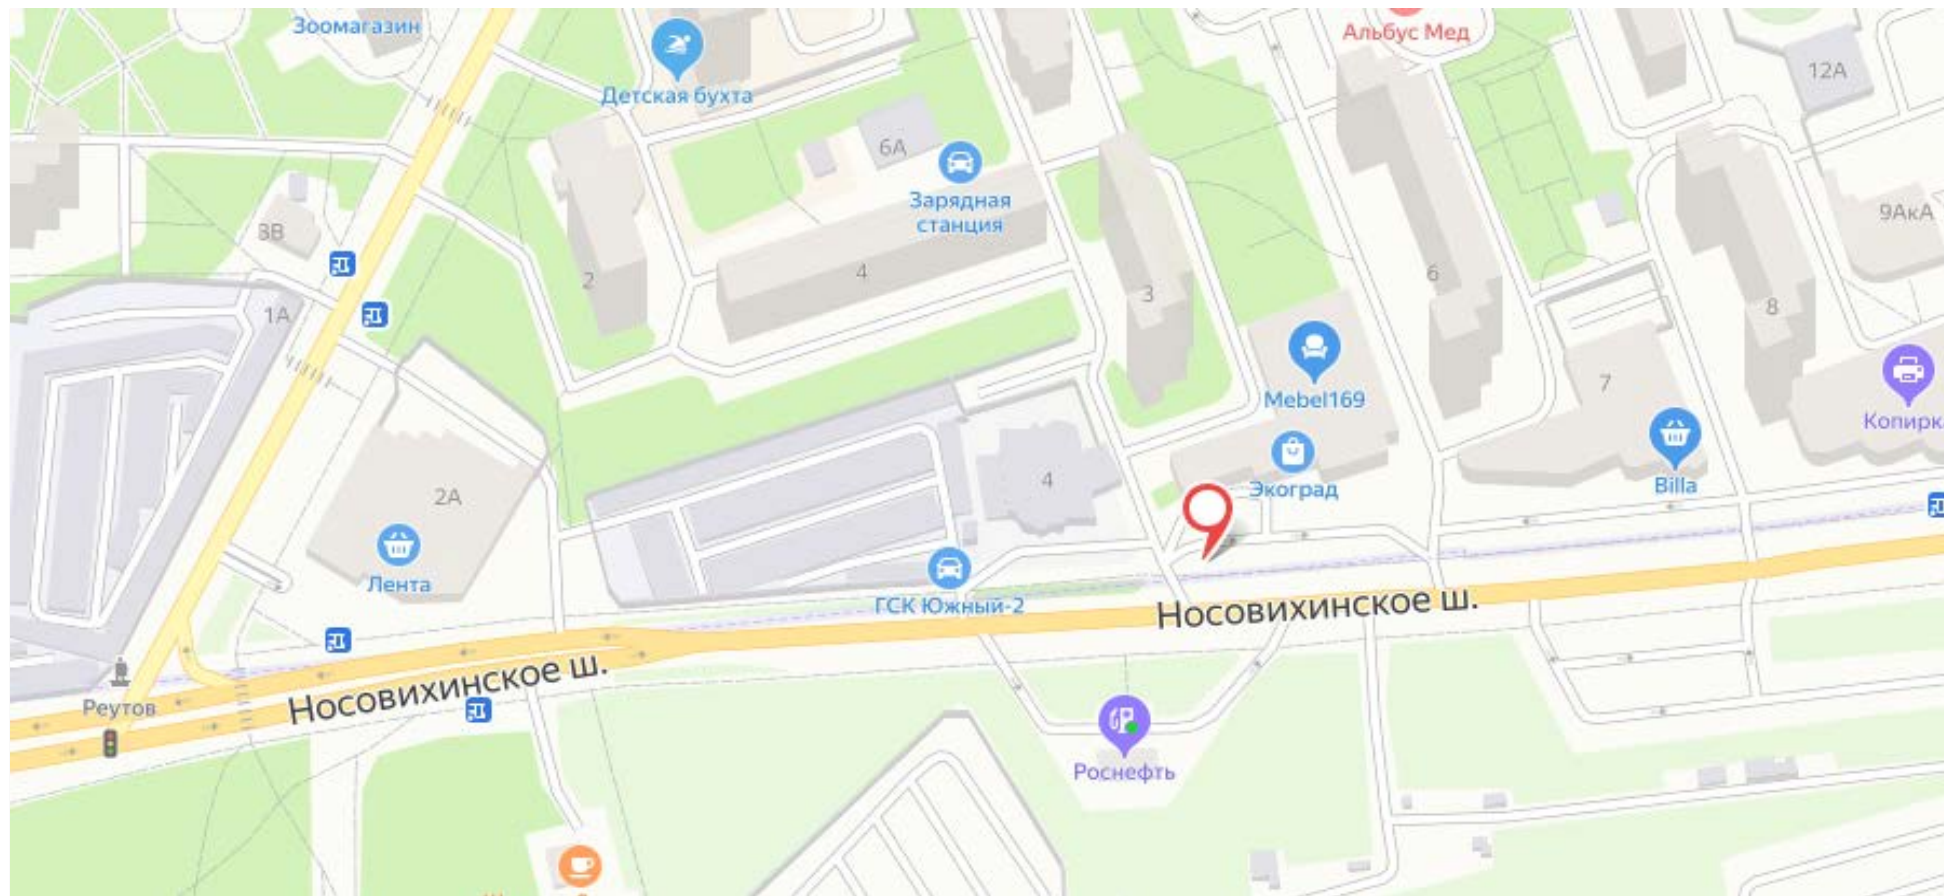 Зоомагазин
Альбус Мед
Детская бухта
12А
6А
Зарядная
станция
9АкА
3В
2
4
3
6
8
1А
7
Mebel169
Копирк
2А
4
Экоград
Billa
Лента
ГСК Южный-2
Носовихинское ш.
Носовихинское ш.
Реутов
Роснефть